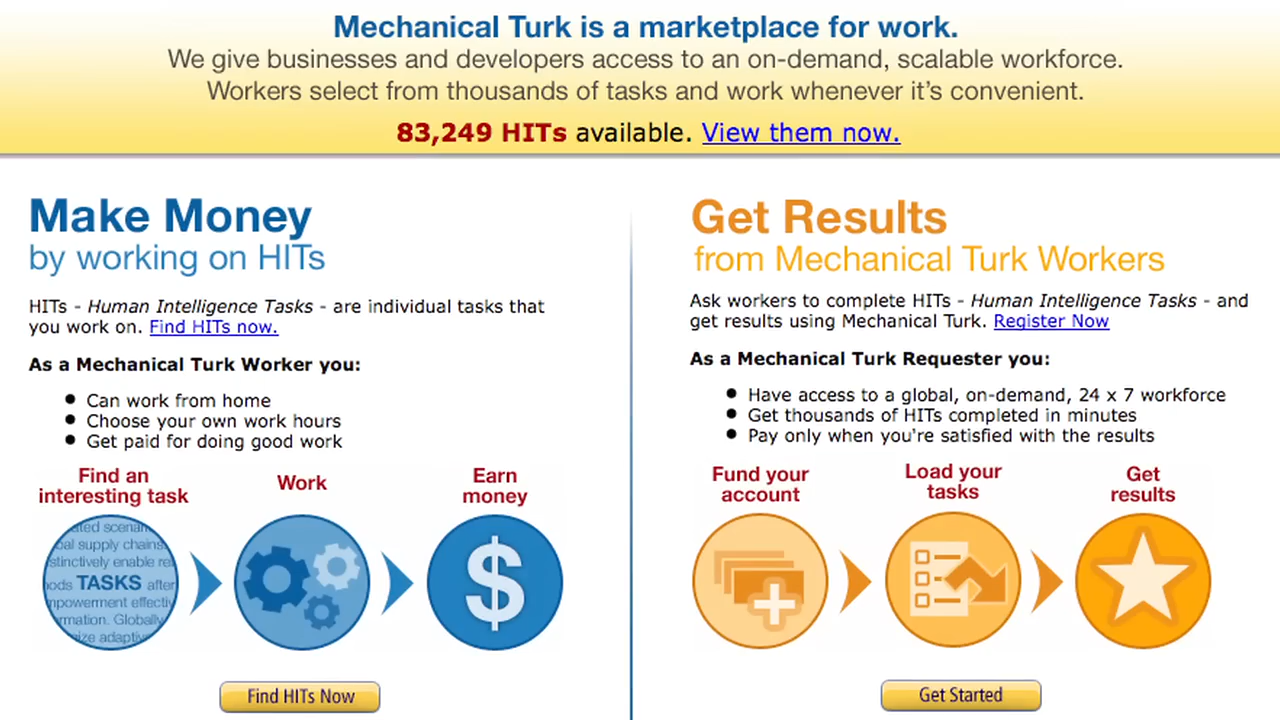 Mechanical Turk is a marketplace for work.
We give businesses and developers access to an on-demand, scalable workforce.
Workers select from thousands of tasks and work whenever it's convenient.
83,249 HITs available. View them now.
Make Money
by working on HITs
HITs - Human Intelligence Tasks - are individual tasks that
you work on. Find HITs now.
As a Mechanical Turk Worker you:
Can work from home
Choose your own work hours
Get paid for doing good work
Find an
interesting task
Work
Earn
money
supply chains
TASKS after
Globally
$
Find HITs Now
Get Results
from Mechanical Turk Workers
Ask workers to complete HITs - Human Intelligence Tasks - and
get results using Mechanical Turk. Register Now
As a Mechanical Turk Requester you:
Have access to a global, on-demand, 24 x 7 workforce
Get thousands of HITs completed in minutes
Pay only when you're satisfied with the results
Fund your
account
Load your
tasks
Get
results
Get Started